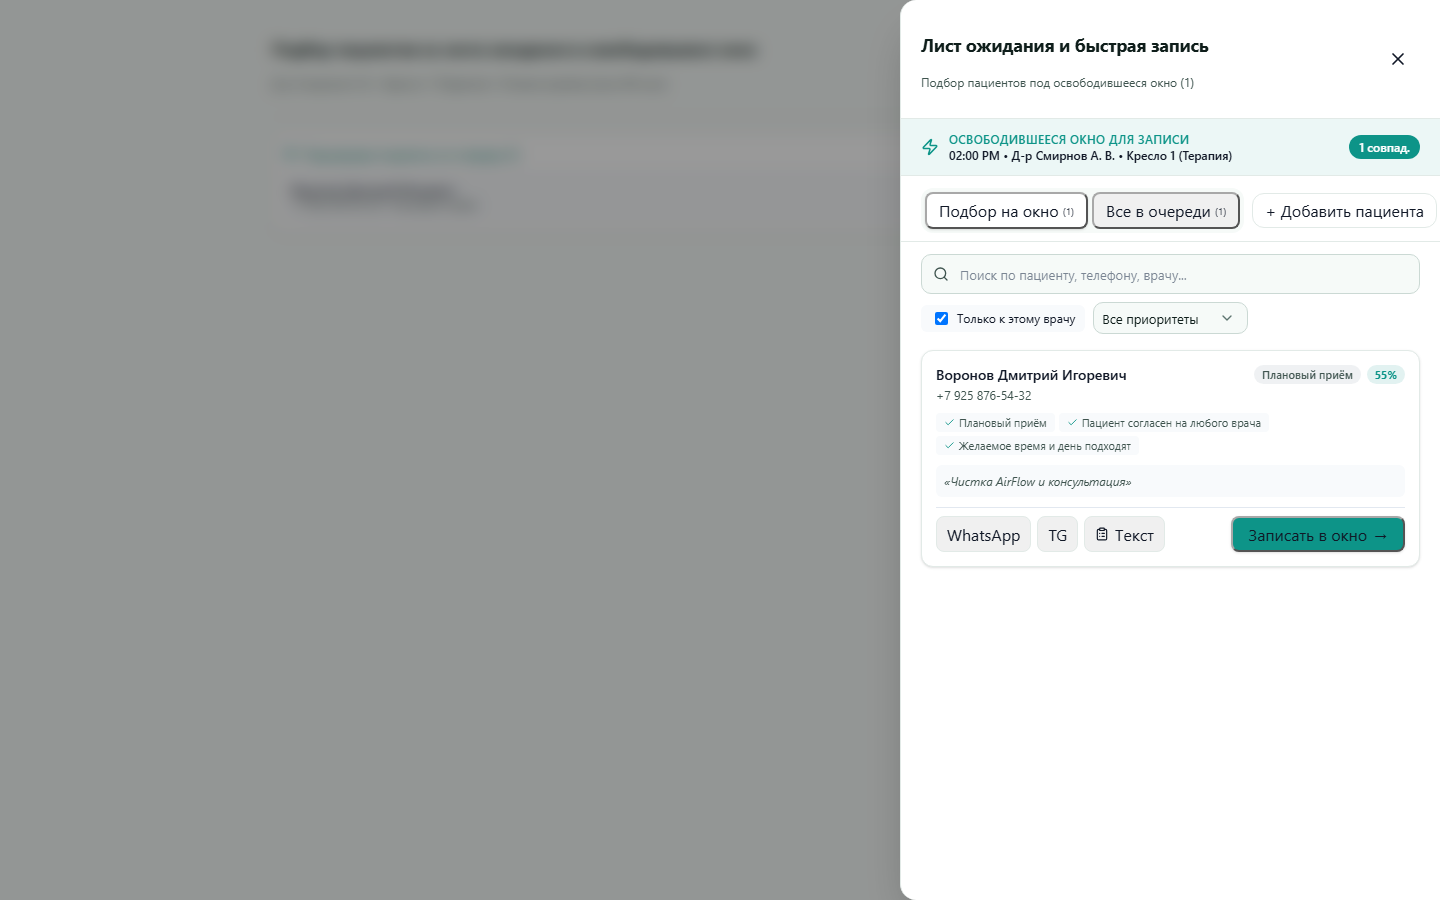 Лист ожидания и быстрая запись
Подбор пациентов под освободившееся окно (1)
ОСВОБОДИВШЕЕСЯ ОКНО ДЛЯ ЗАПИСИ
02:00 PM • Д-р Смирнов А. В. • Кресло 1 (Терапия)
1 совпад.
Подбор на окно (1)
Все в очереди (1)
+ Добавить пациента
Поиск по пациенту, телефону, врачу...
Только к этому врачу
Все приоритеты
Воронов Дмитрий Игоревич
Плановый приём
55%
+7 925 876-54-32
Плановый приём
Пациент согласен на любого врача
Желаемое время и день подходят
«Чистка AirFlow и консультация»
WhatsApp
TG
Текст
Записать в окно →